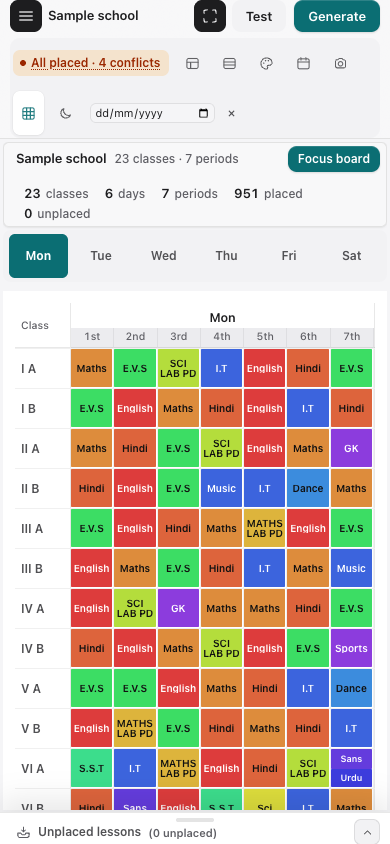 Sample school
Test
Generate
All placed · 4 conflicts
dd/mm/yyyy
×
Sample school 23 classes · 7 periods
Focus board
23 classes 6 days 7 periods 951 placed
0 unplaced
Mon Tue Wed Thu Fri Sat
Class
Mon
1st 2nd 3rd 4th 5th 6th 7th
I A Maths E.V.S SCI LAB PD I.T English Hindi E.V.S
I B E.V.S English Maths Hindi English I.T Hindi
II A Maths Hindi E.V.S SCI LAB PD English Maths GK
II B Hindi English E.V.S Music I.T Dance Maths
III A E.V.S English Hindi Maths MATHS LAB PD English E.V.S
III B English Maths E.V.S Hindi I.T Maths Music
IV A English SCI LAB PD GK Maths Maths Hindi E.V.S
IV B Hindi English Maths SCI LAB PD English E.V.S Sports
V A E.V.S E.V.S English Maths Hindi I.T Dance
V B English MATHS LAB PD E.V.S Hindi Maths Hindi I.T
VI A S.S.T I.T MATHS LAB PD English Hindi SCI LAB PD Sans Urdu
VI B Hindi Sans English S.S.T Sci I.T Maths
Unplaced lessons (0 unplaced)